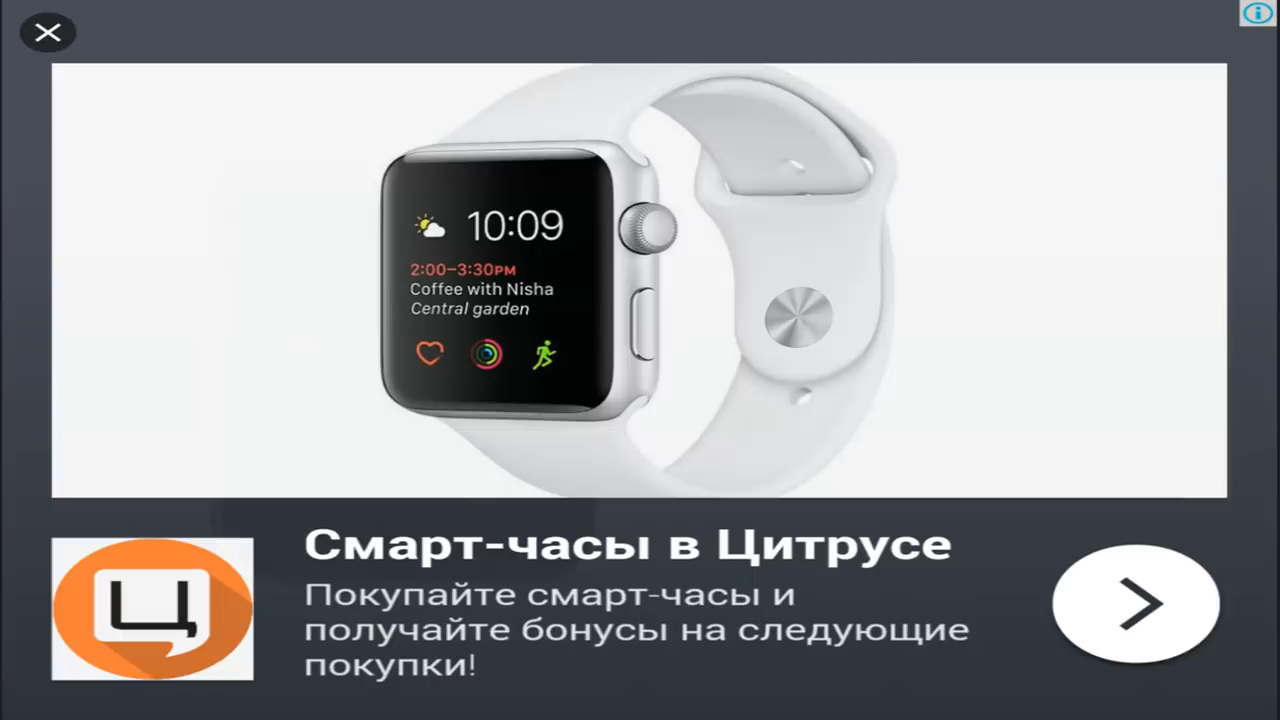 10:09
2:00–3:30PM
Coffee with Nisha
Central garden
Смарт-часы в Цитрусе
Ц
Покупайте смарт-часы и
получайте бонусы на следующие
покупки!